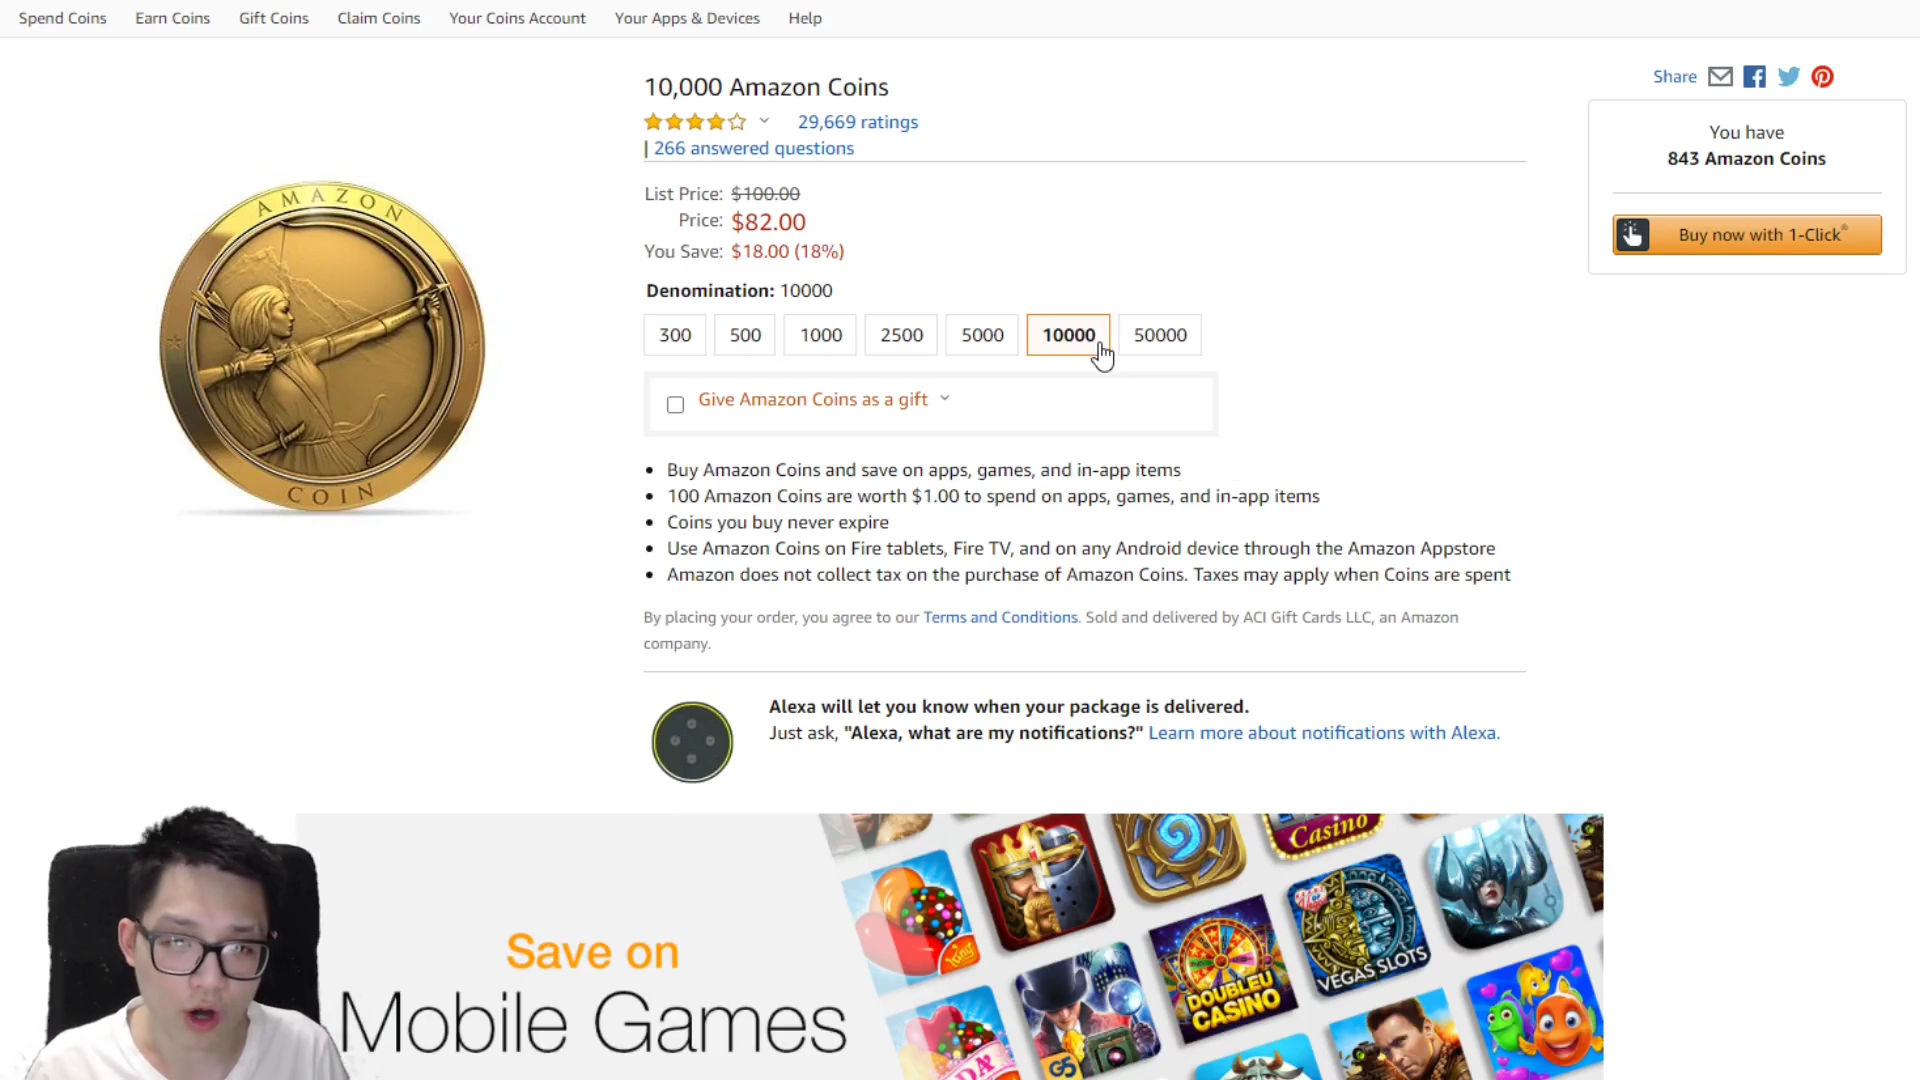 Spend Coins Earn Coins Gift Coins Claim Coins Your Coins Account Your Apps & Devices Help
Share
10,000 Amazon Coins
29,669 ratings
| 266 answered questions
You have
843 Amazon Coins
List Price: $100.00
Price: $82.00
You Save: $18.00 (18%)
Buy now with 1-Click®
Denomination: 10000
300 500 1000 2500 5000 10000 50000
Give Amazon Coins as a gift
AMAZON
COIN
• Buy Amazon Coins and save on apps, games, and in-app items
• 100 Amazon Coins are worth $1.00 to spend on apps, games, and in-app items
• Coins you buy never expire
• Use Amazon Coins on Fire tablets, Fire TV, and on any Android device through the Amazon Appstore
• Amazon does not collect tax on the purchase of Amazon Coins. Taxes may apply when Coins are spent
By placing your order, you agree to our Terms and Conditions. Sold and delivered by ACI Gift Cards LLC, an Amazon
company.
Alexa will let you know when your package is delivered.
Just ask, "Alexa, what are my notifications?" Learn more about notifications with Alexa.
Save on
Mobile Games
Casino
King
VEGAS SLOTS
DOUBLEU
CASINO
G5